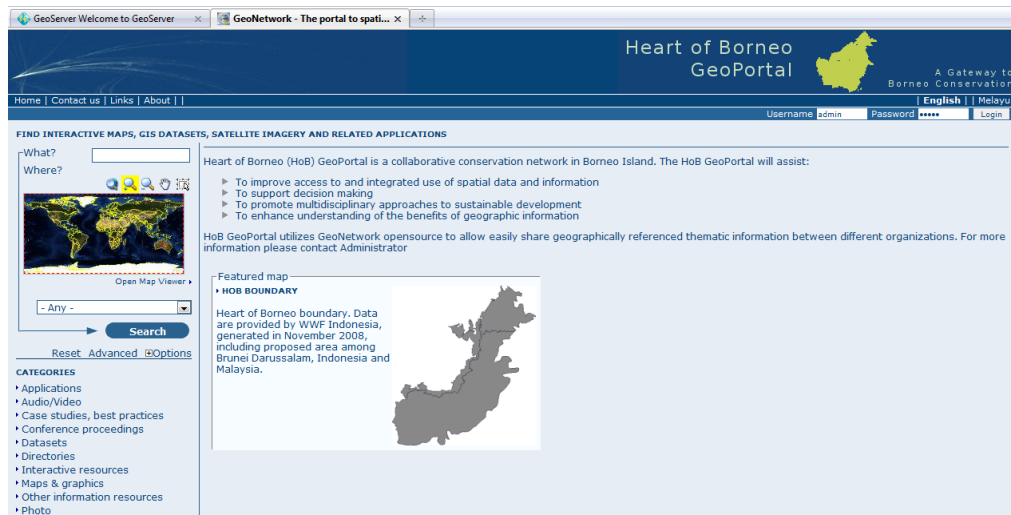 GeoServer Welcome to GeoServer
GeoNetwork - The portal to spati...
Heart of Borneo
GeoPortal
A Gateway to
Borneo Conservation
Home | Contact us | Links | About | |
| English | | Melayu
Username admin Password ••••• Login
FIND INTERACTIVE MAPS, GIS DATASETS, SATELLITE IMAGERY AND RELATED APPLICATIONS
What?
Where?
Open Map Viewer
- Any -
Search
Reset Advanced Options
CATEGORIES
Applications
Audio/Video
Case studies, best practices
Conference proceedings
Datasets
Directories
Interactive resources
Maps & graphics
Other information resources
Photo
Heart of Borneo (HoB) GeoPortal is a collaborative conservation network in Borneo Island. The HoB GeoPortal will assist:
To improve access to and integrated use of spatial data and information
To support decision making
To promote multidisciplinary approaches to sustainable development
To enhance understanding of the benefits of geographic information
HoB GeoPortal utilizes GeoNetwork opensource to allow easily share geographically referenced thematic information between different organizations. For more
information please contact Administrator
Featured map
HOB BOUNDARY
Heart of Borneo boundary. Data
are provided by WWF Indonesia,
generated in November 2008,
including proposed area among
Brunei Darussalam, Indonesia and
Malaysia.